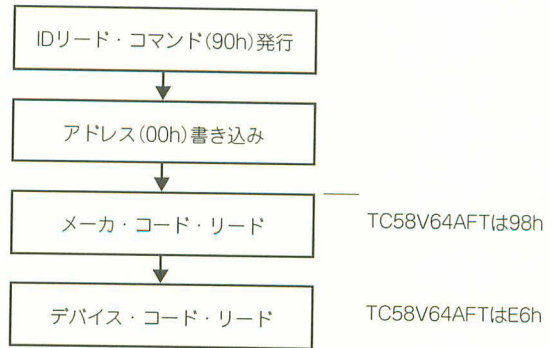 IDリード・コマンド(90h)発行
アドレス(00h)書き込み
メーカ・コード・リード
TC58V64AFTは98h
デバイス・コード・リード
TC58V64AFTはE6h